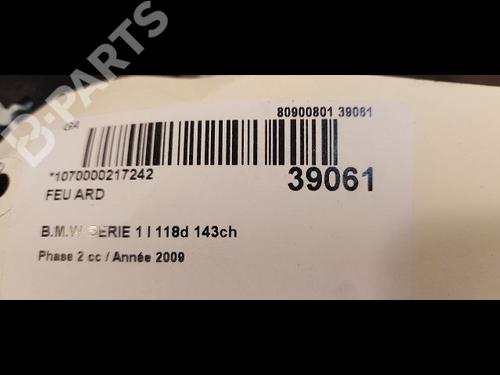 B-PARTS
80900801 39061
*1070000217242
39061
FEU ARD
B.M.W SERIE 1 I 118d 143ch
Phase 2 cc / Année 2009